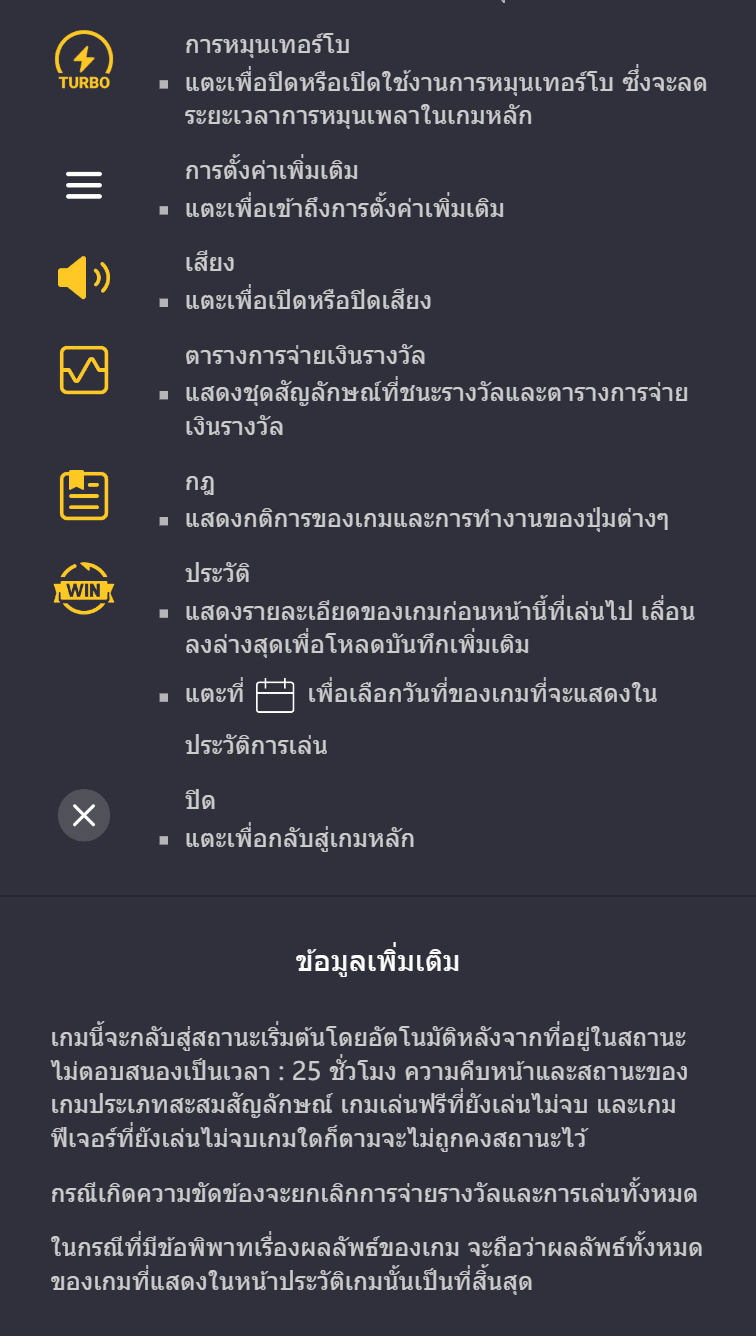 การหมุนเทอร์โบ
TURBO
แตะเพื่อปิดหรือเปิดใช้งานการหมุนเทอร์โบ ซึ่งจะลด
ระยะเวลาการหมุนเพลาในเกมหลัก
การตั้งค่าเพิ่มเติม
แตะเพื่อเข้าถึงการตั้งค่าเพิ่มเติม
เสียง
แตะเพื่อเปิดหรือปิดเสียง
ตารางการจ่ายเงินรางวัล
แสดงชุดสัญลักษณ์ที่ชนะรางวัลและตารางการจ่าย
เงินรางวัล
กฎ
แสดงกติการของเกมและการทำงานของปุ่มต่างๆ
ประวัติ
WIN
แสดงรายละเอียดของเกมก่อนหน้านี้ที่เล่นไป เลื่อน
ลงล่างสุดเพื่อโหลดบันทึกเพิ่มเติม
แตะที่ เพื่อเลือกวันที่ของเกมที่จะแสดงใน
ประวัติการเล่น
ปิด
แตะเพื่อกลับสู่เกมหลัก
ข้อมูลเพิ่มเติม
เกมนี้จะกลับสู่สถานะเริ่มต้นโดยอัตโนมัติหลังจากที่อยู่ในสถานะ
ไม่ตอบสนองเป็นเวลา : 25 ชั่วโมง ความคืบหน้าและสถานะของ
เกมประเภทสะสมสัญลักษณ์ เกมเล่นฟรีที่ยังเล่นไม่จบ และเกม
ฟีเจอร์ที่ยังเล่นไม่จบเกมใดก็ตามจะไม่ถูกคงสถานะไว้
กรณีเกิดความขัดข้องจะยกเลิกการจ่ายรางวัลและการเล่นทั้งหมด
ในกรณีที่มีข้อพิพาทเรื่องผลลัพธ์ของเกม จะถือว่าผลลัพธ์ทั้งหมด
ของเกมที่แสดงในหน้าประวัติเกมนั้นเป็นที่สิ้นสุด